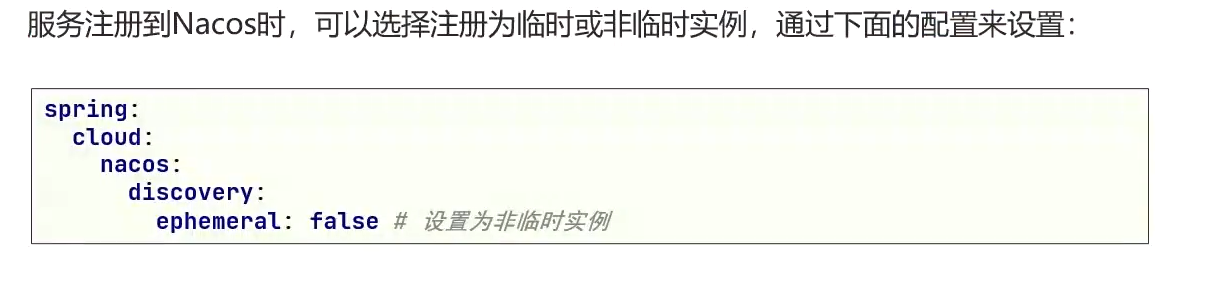 服务注册到Nacos时，可以选择注册为临时或非临时实例，通过下面的配置来设置：
spring:
  cloud:
    nacos:
      discovery:
        ephemeral: false # 设置为非临时实例